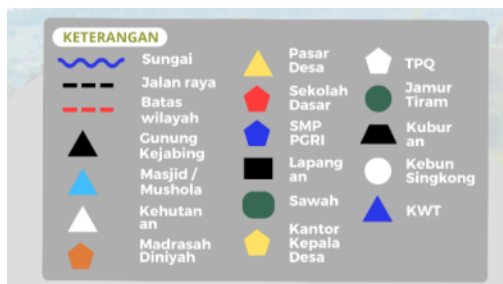 KETERANGAN
Sungai
Jalan raya
Batas
wilayah
Gunung
Kejabing
Masjid /
Mushola
Kehutan
an
Madrasah
Diniyah
Pasar
Desa
Sekolah
Dasar
SMP
PGRI
Lapang
an
Sawah
Kantor
Kepala
Desa
TPQ
Jamur
Tiram
Kubur
an
Kebun
Singkong
KWT